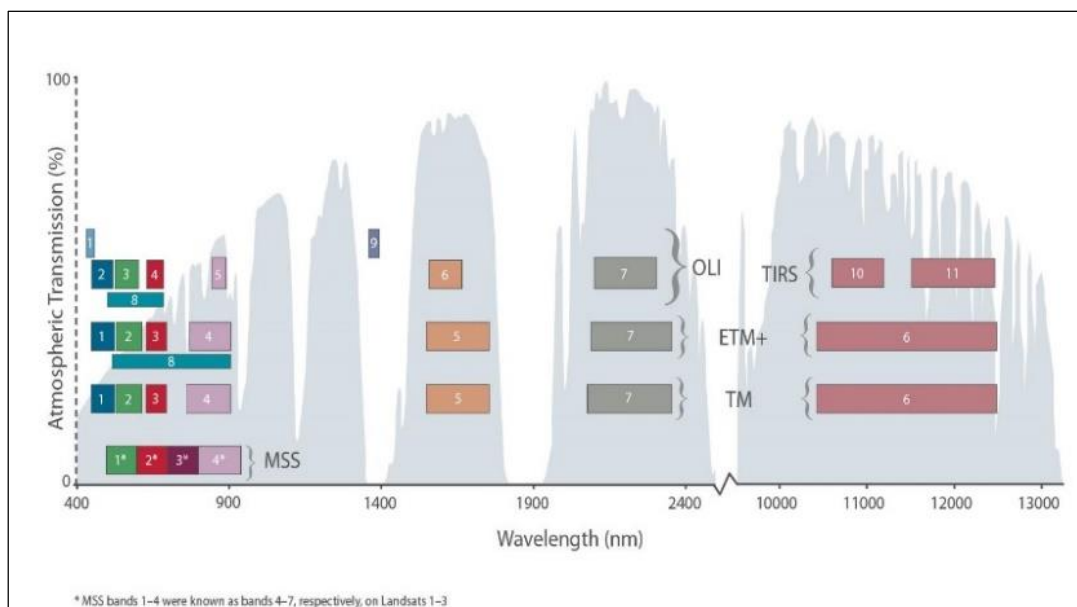 100
Atmospheric Transmission (%)
0
1 9
2 3 4 5 6 7 OLI TIRS 10 11
8
1 2 3 4 5 7 ETM+ 6
8
1 2 3 4 5 7 TM 6
1* 2* 3* 4* MSS
400 900 1400 1900 2400 10000 11000 12000 13000
Wavelength (nm)
* MSS bands 1–4 were known as bands 4–7, respectively, on Landsats 1–3